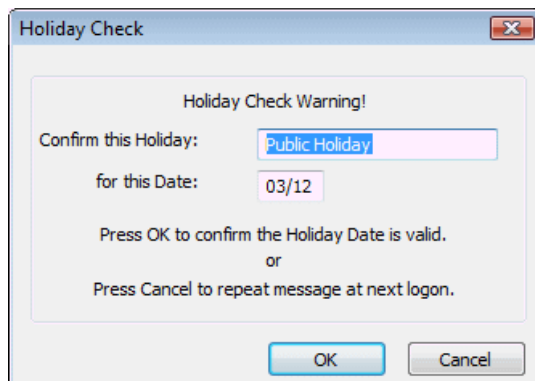 Holiday Check
Holiday Check Warning!
Confirm this Holiday: Public Holiday
for this Date: 03/12
Press OK to confirm the Holiday Date is valid.
or
Press Cancel to repeat message at next logon.
OK Cancel